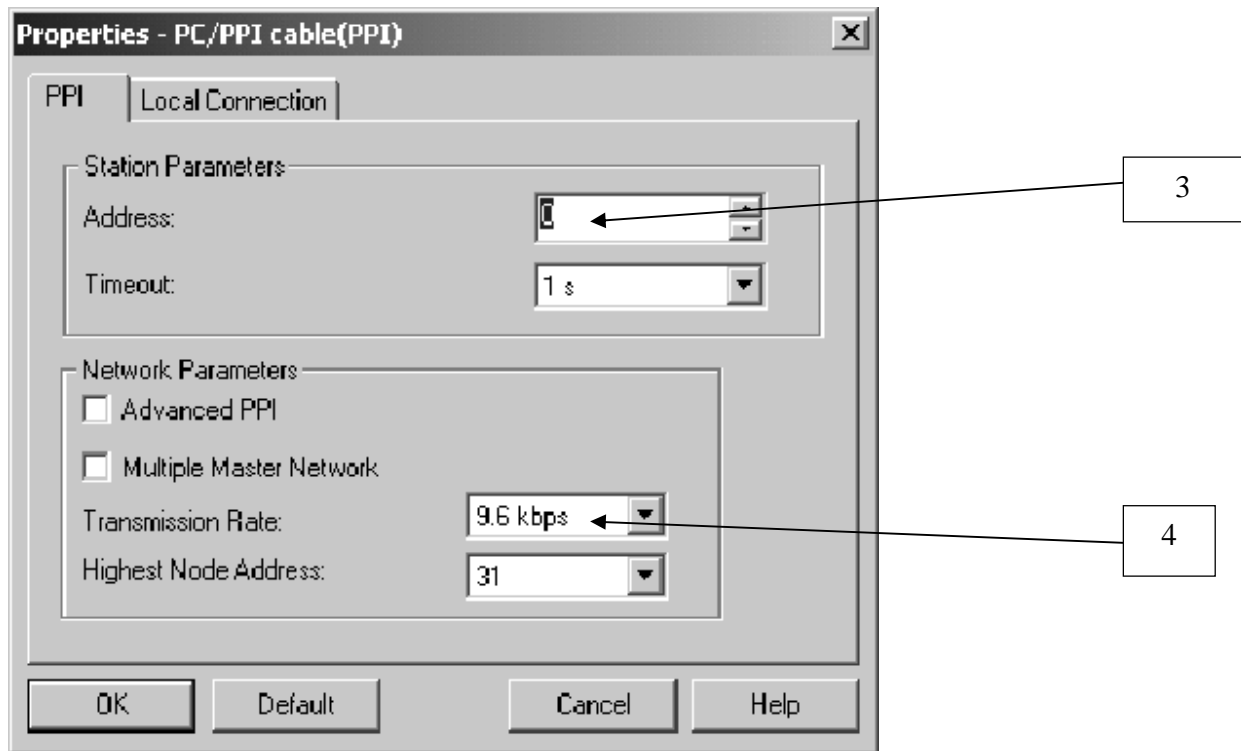 Properties - PC/PPI cable(PPI)
PPI
Local Connection
Station Parameters
Address:
0
3
Timeout:
1 s
Network Parameters
Advanced PPI
Multiple Master Network
Transmission Rate:
9.6 kbps
4
Highest Node Address:
31
OK
Default
Cancel
Help